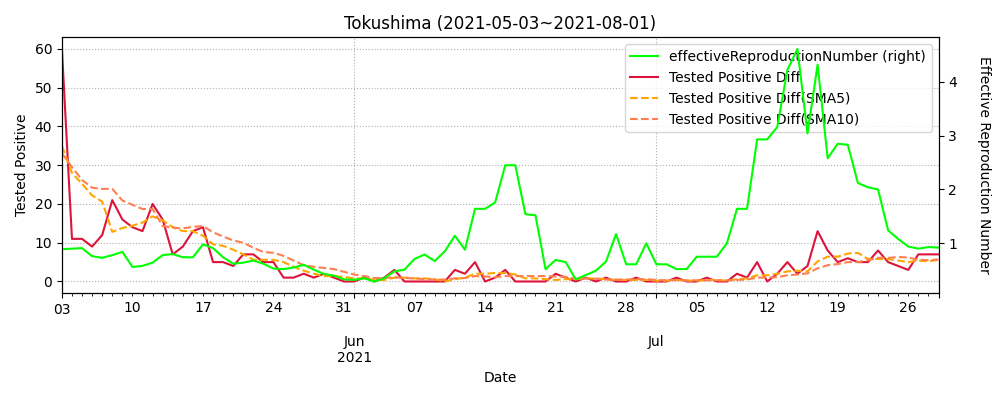 Tokushima (2021-05-03~2021-08-01)
effectiveReproductionNumber (right)
Tested Positive Diff
Tested Positive Diff(SMA5)
Tested Positive Diff(SMA10)
Tested Positive
60
50
40
30
20
10
0
4
3
2
1
Effective Reproduction Number
03 10 17 24 31 07 14 21 28 05 12 19 26
Jun Jul
2021
Date